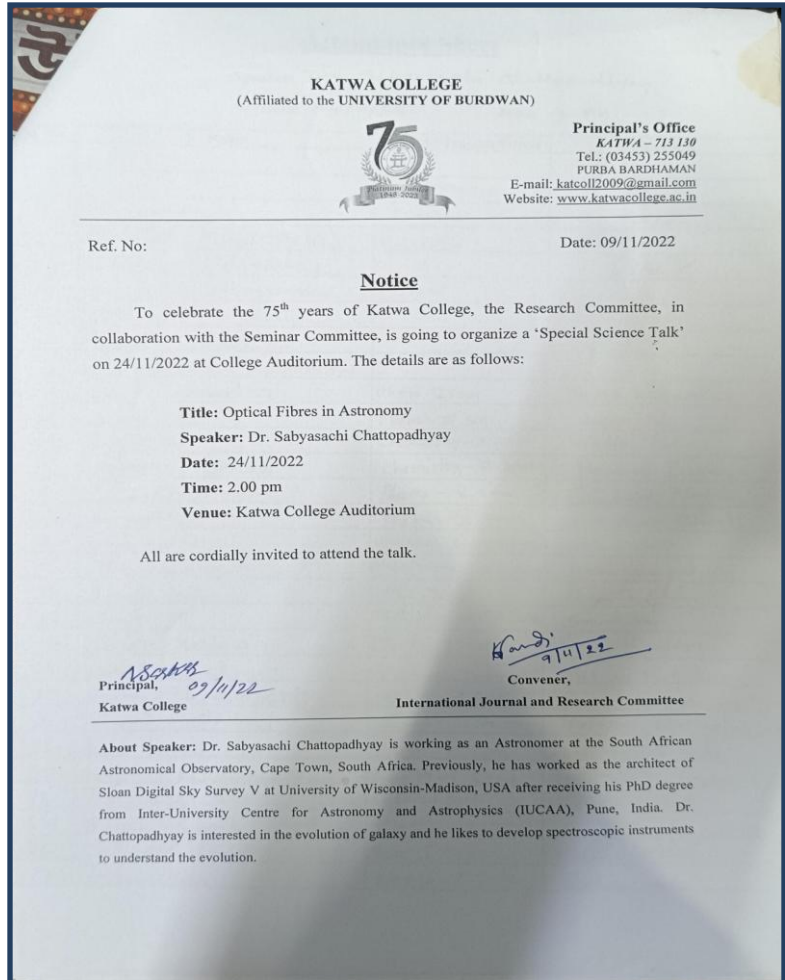 KATWA COLLEGE
(Affiliated to the UNIVERSITY OF BURDWAN)
75
Platinum Jubilee
1948-2023
Principal's Office
KATWA – 713 130
Tel.: (03453) 255049
PURBA BARDHAMAN
E-mail: katcoll2009@gmail.com
Website: www.katwacollege.ac.in
Ref. No:
Date: 09/11/2022
Notice
To celebrate the 75th years of Katwa College, the Research Committee, in
collaboration with the Seminar Committee, is going to organize a ‘Special Science Talk’
on 24/11/2022 at College Auditorium. The details are as follows:
Title: Optical Fibres in Astronomy
Speaker: Dr. Sabyasachi Chattopadhyay
Date: 24/11/2022
Time: 2.00 pm
Venue: Katwa College Auditorium
All are cordially invited to attend the talk.
09/11/22
Principal,
Katwa College
9/11/22
Convener,
International Journal and Research Committee
About Speaker: Dr. Sabyasachi Chattopadhyay is working as an Astronomer at the South African
Astronomical Observatory, Cape Town, South Africa. Previously, he has worked as the architect of
Sloan Digital Sky Survey V at University of Wisconsin-Madison, USA after receiving his PhD degree
from Inter-University Centre for Astronomy and Astrophysics (IUCAA), Pune, India. Dr.
Chattopadhyay is interested in the evolution of galaxy and he likes to develop spectroscopic instruments
to understand the evolution.